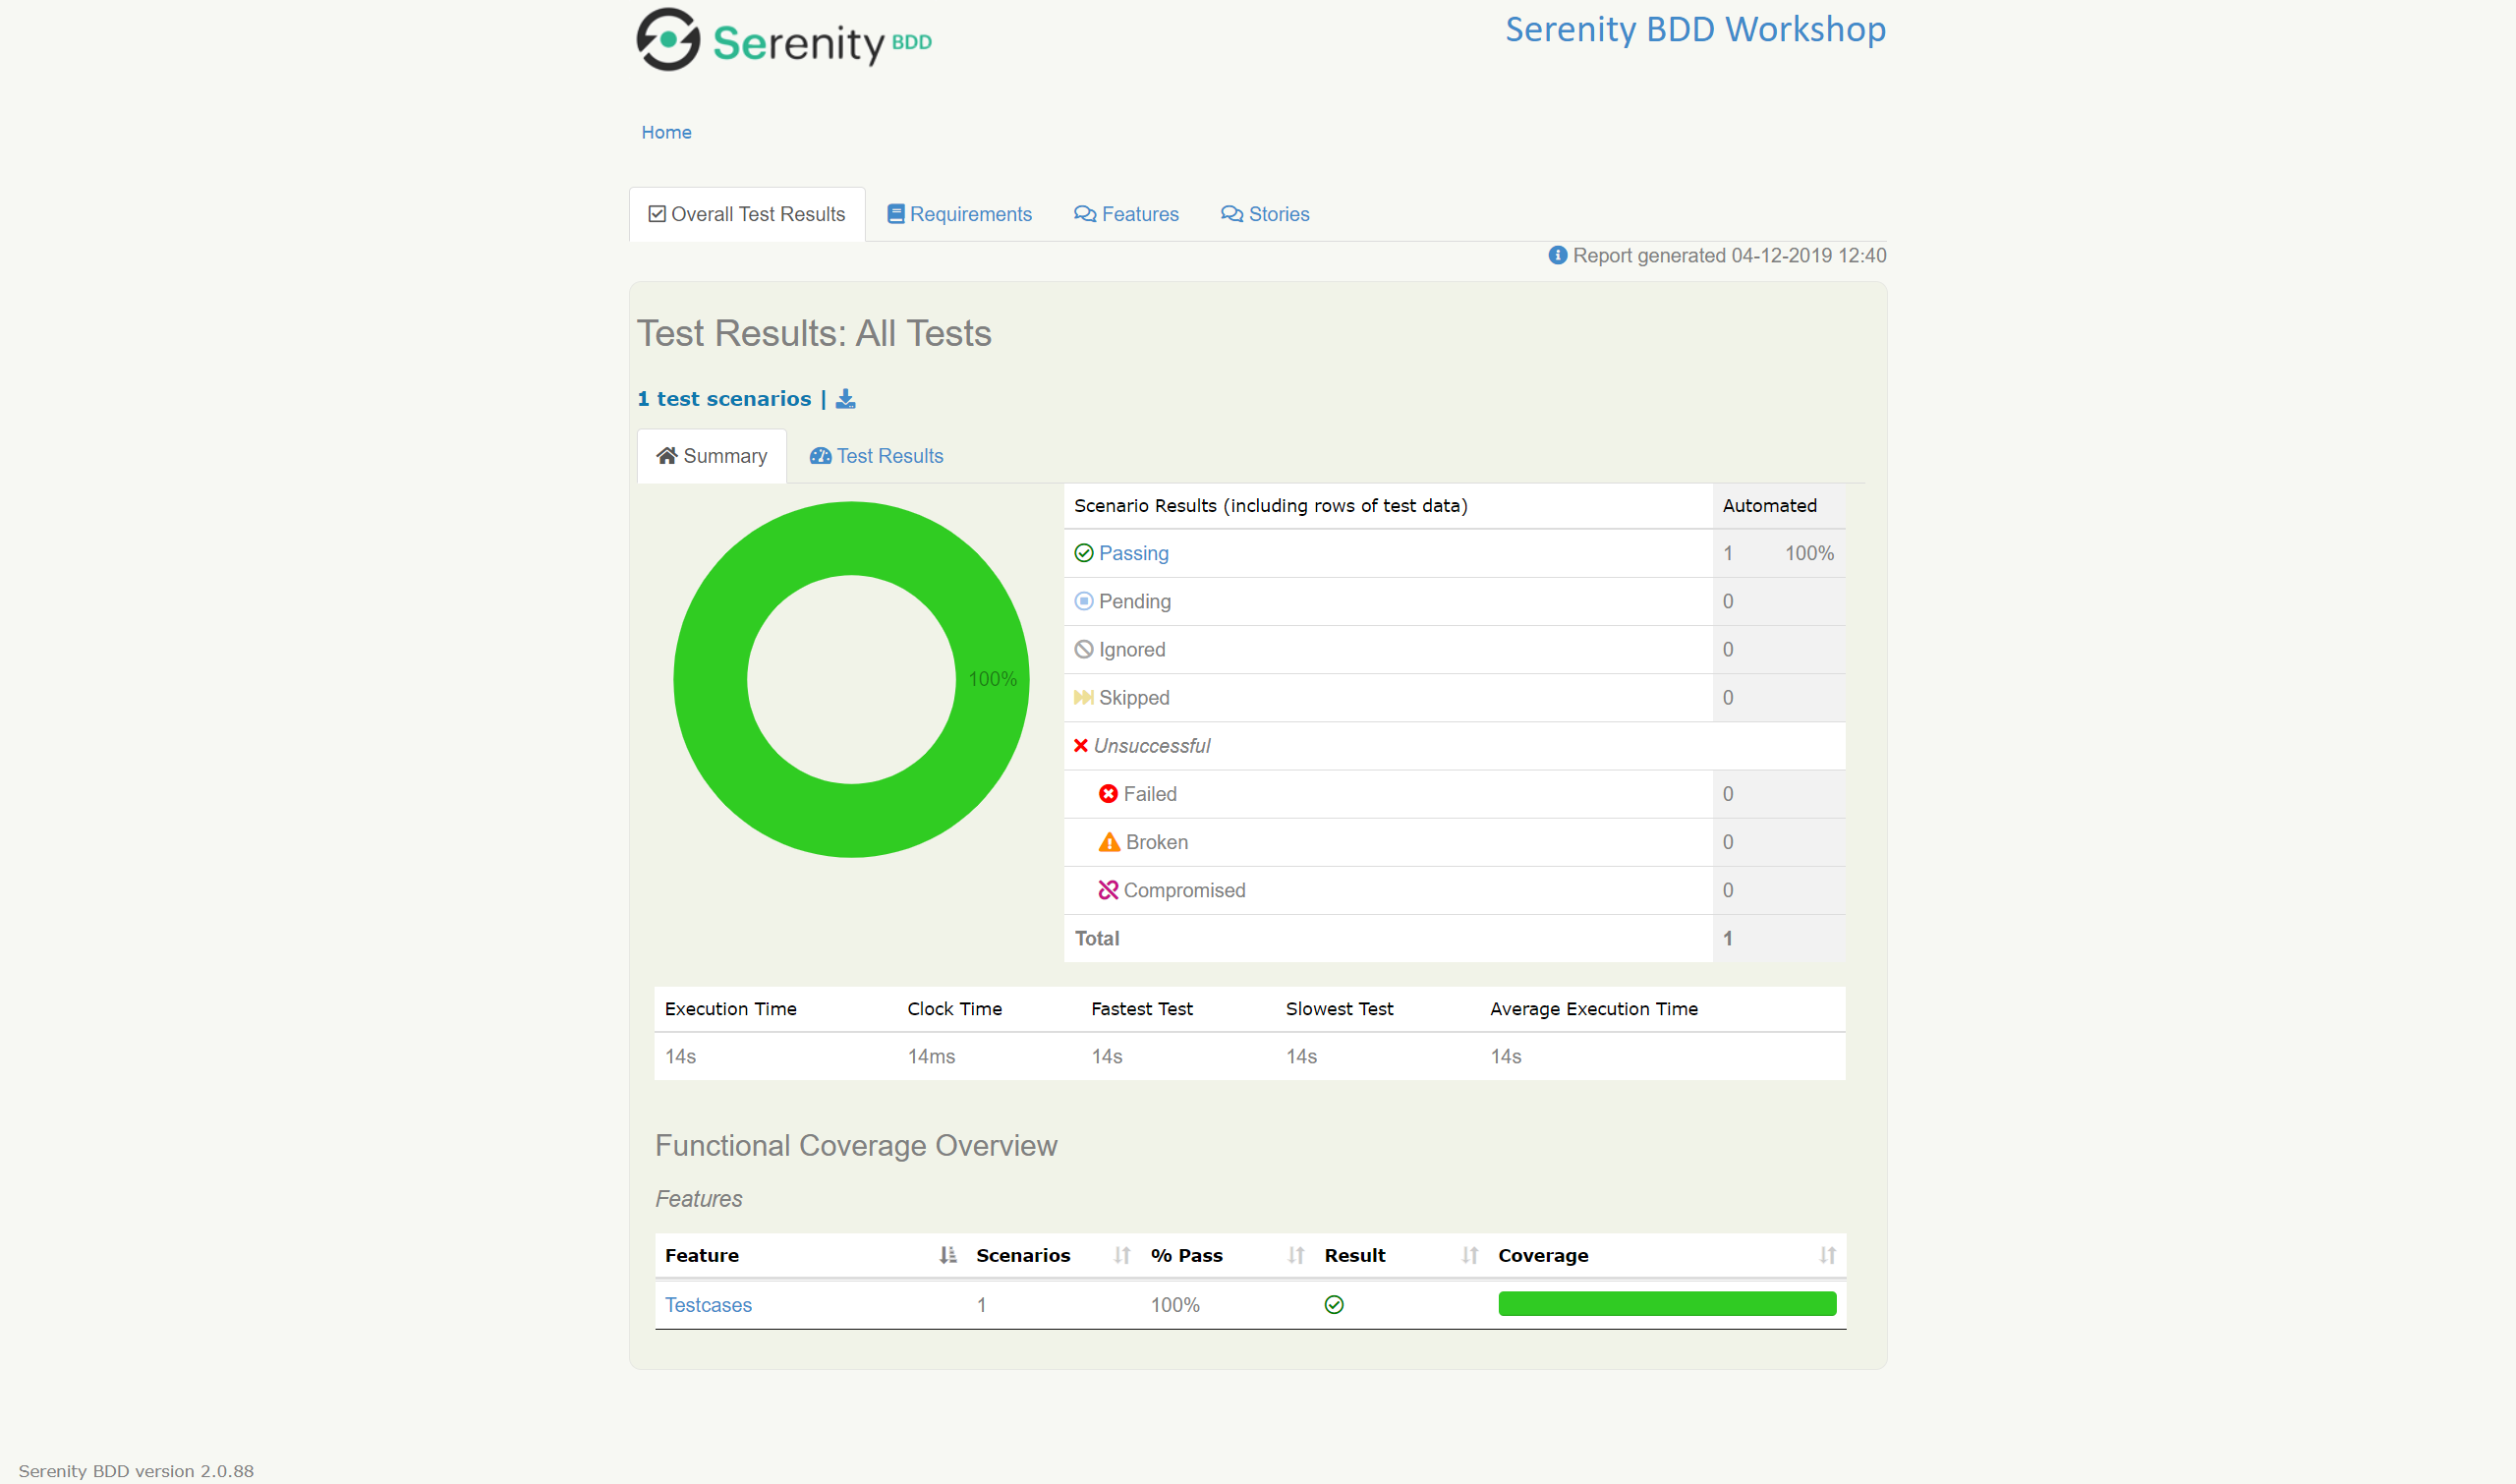 Serenity BDD
Serenity BDD Workshop
Home
Overall Test Results Requirements Features Stories
Report generated 04-12-2019 12:40
Test Results: All Tests
1 test scenarios |
Summary Test Results
Scenario Results (including rows of test data) Automated
Passing 1 100%
Pending 0
Ignored 0
100%
Skipped 0
Unsuccessful
Failed 0
Broken 0
Compromised 0
Total 1
Execution Time Clock Time Fastest Test Slowest Test Average Execution Time
14s 14ms 14s 14s 14s
Functional Coverage Overview
Features
Feature Scenarios % Pass Result Coverage
Testcases 1 100%
Serenity BDD version 2.0.88